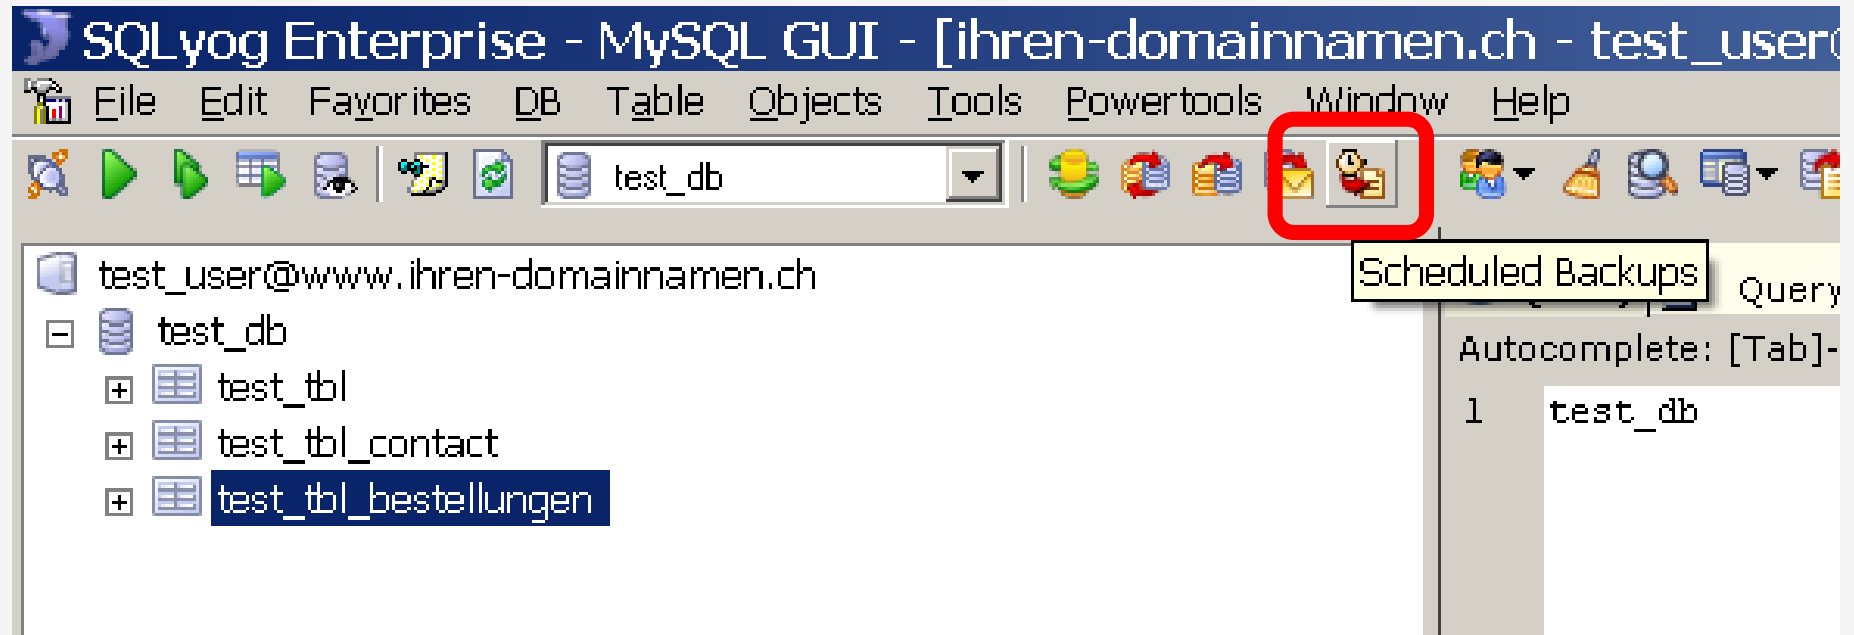 SQLyog Enterprise - MySQL GUI - [ihren-domainnamen.ch - test_user@
File Edit Favorites DB Table Objects Tools Powertools Window Help
test_db
test_user@www.ihren-domainnamen.ch
Scheduled Backups
Query
test_db
Autocomplete: [Tab]-
test_tbl
1 test_db
test_tbl_contact
test_tbl_bestellungen